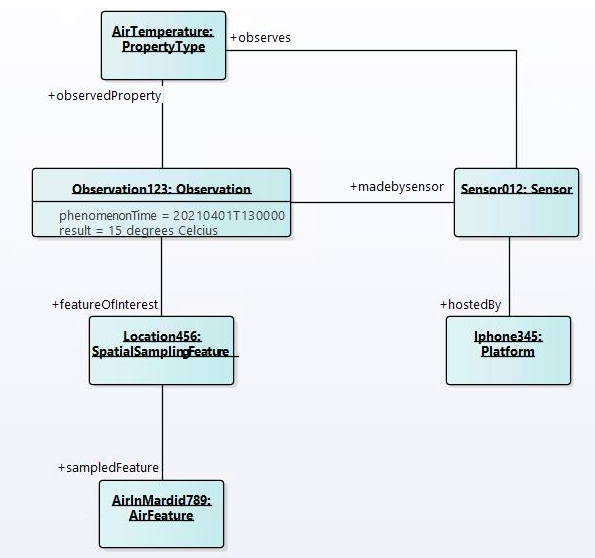 AirTemperature:
PropertyType
+observes
+observedProperty
Observation123: Observation
phenomenonTime = 20210401T130000
result = 15 degrees Celcius
+madebysensor
Sensor012: Sensor
+featureOfInterest
+hostedBy
Location456:
SpatialSamplingFeature
Iphone345:
Platform
+sampledFeature
AirInMardid789:
AirFeature